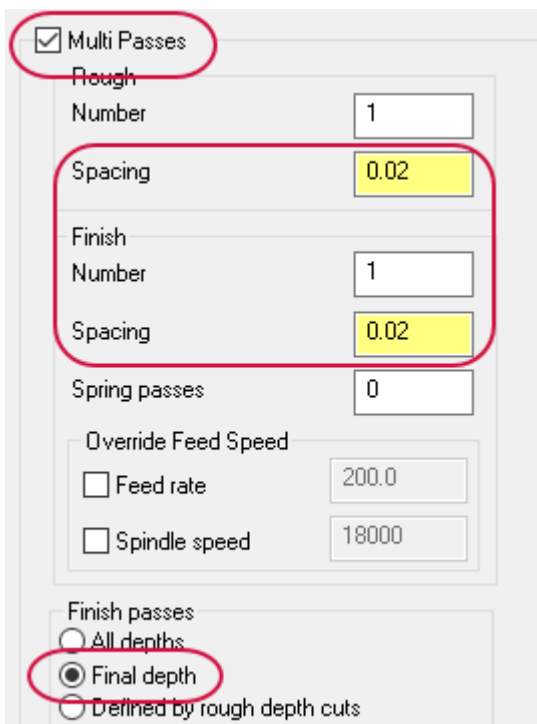 Multi Passes
Rough
Number 1
Spacing 0.02
Finish
Number 1
Spacing 0.02
Spring passes 0
Override Feed Speed
Feed rate 200.0
Spindle speed 18000
Finish passes
All depths
Final depth
Defined by rough depth cuts